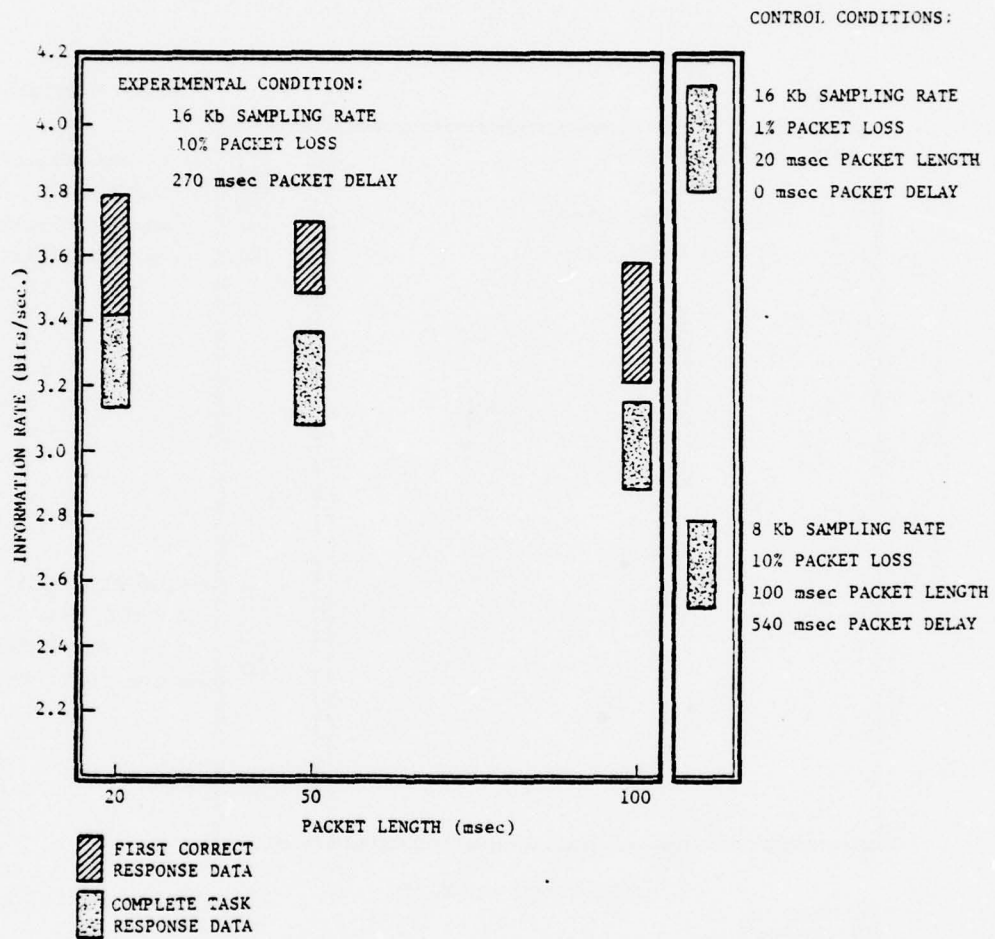 CONTROL CONDITIONS:
4.2
4.0
3.8
3.6
3.4
3.2
3.0
2.8
2.6
2.4
2.2
INFORMATION RATE (Bits/sec.)
EXPERIMENTAL CONDITION:
16 Kb SAMPLING RATE
10% PACKET LOSS
270 msec PACKET DELAY
16 Kb SAMPLING RATE
1% PACKET LOSS
20 msec PACKET LENGTH
0 msec PACKET DELAY
8 Kb SAMPLING RATE
10% PACKET LOSS
100 msec PACKET LENGTH
540 msec PACKET DELAY
20 50 100
PACKET LENGTH (msec)
FIRST CORRECT
RESPONSE DATA
COMPLETE TASK
RESPONSE DATA